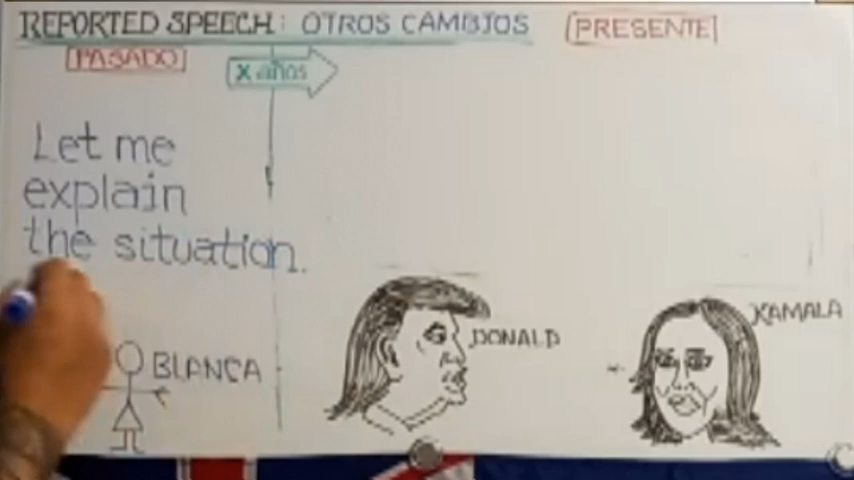 REPORTED SPEECH: OTROS CAMBIOS
PRESENTE
PASADO
X años
Let me
explain
the situation.
BLANCA
DONALD
KAMALA